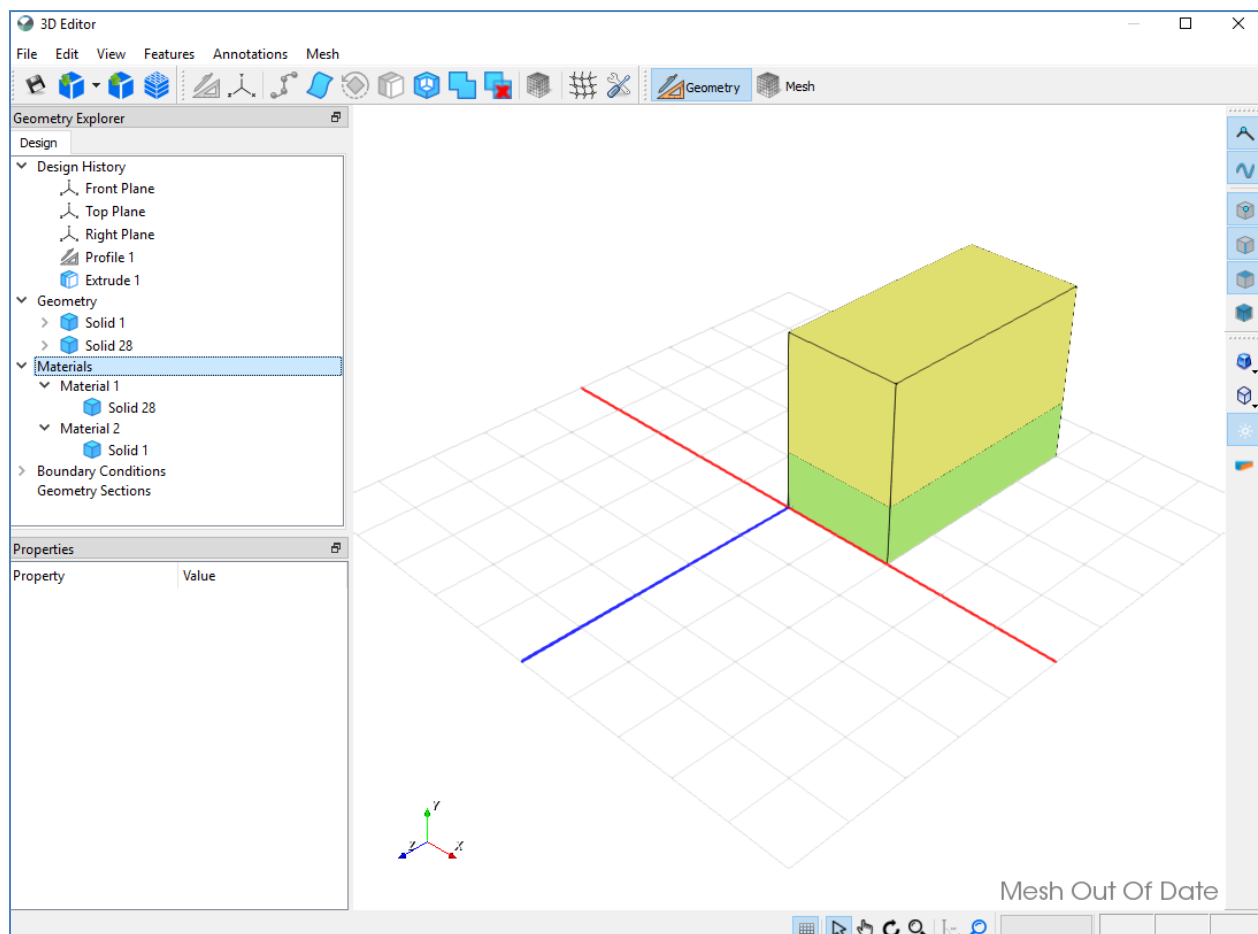 3D Editor
File Edit View Features Annotations Mesh
Geometry Mesh
Geometry Explorer
Design
Design History
Front Plane
Top Plane
Right Plane
Profile 1
Extrude 1
Geometry
Solid 1
Solid 28
Materials
Material 1
Solid 28
Material 2
Solid 1
Boundary Conditions
Geometry Sections
Properties
Property Value
Y
Z X
Mesh Out Of Date